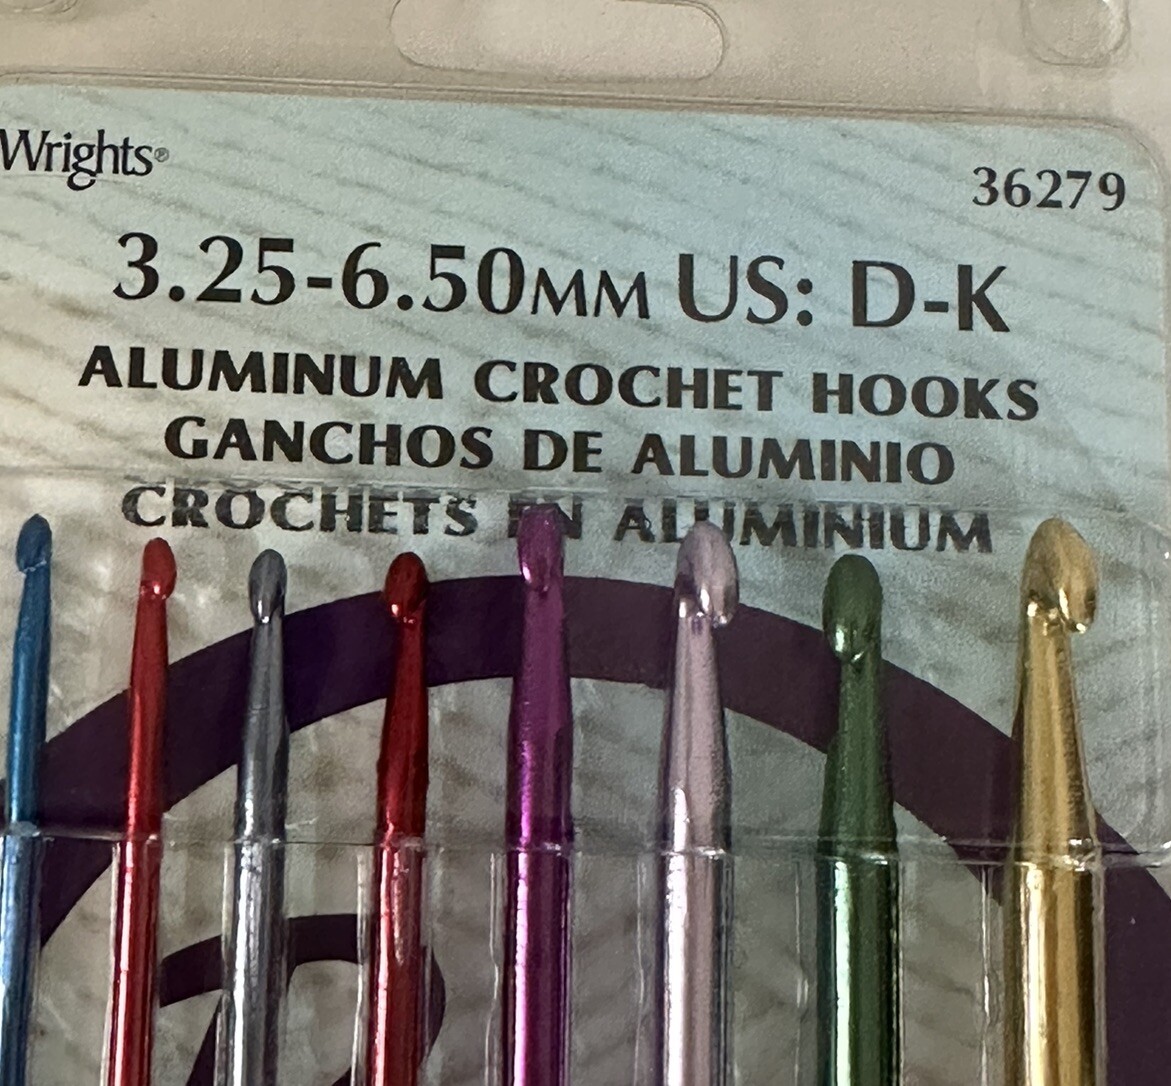 Wrights®
36279
3.25-6.50MM US: D-K
ALUMINUM CROCHET HOOKS
GANCHOS DE ALUMINIO
CROCHETS EN ALUMINIUM